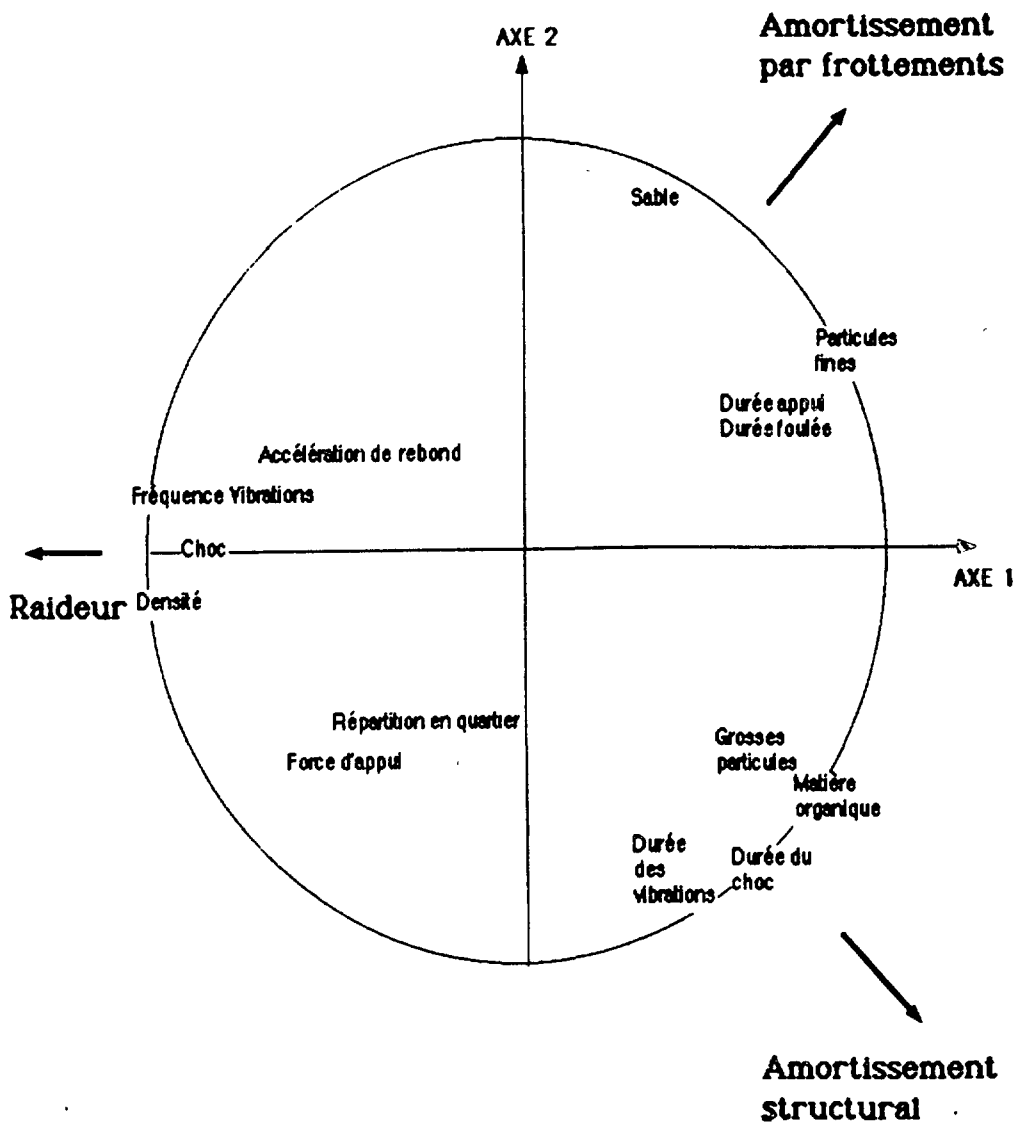 Amortissement
par frottements
AXE 2
Sable
Particules
fines
Durée appui
Durée foulée
Accélération de rebond
Fréquence Vibrations
Choc
AXE 1
Raideur
Densité
Répartition en quartier
Force d'appui
Grosses
particules
Matière
organique
Durée
des
vibrations
Durée du
choc
Amortissement
structural